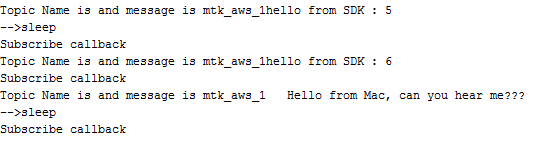 Topic Name is and message is mtk_aws_1hello from SDK : 5
-->sleep
Subscribe callback
Topic Name is and message is mtk_aws_1hello from SDK : 6
Subscribe callback
Topic Name is and message is mtk_aws_1   Hello from Mac, can you hear me???
-->sleep
Subscribe callback